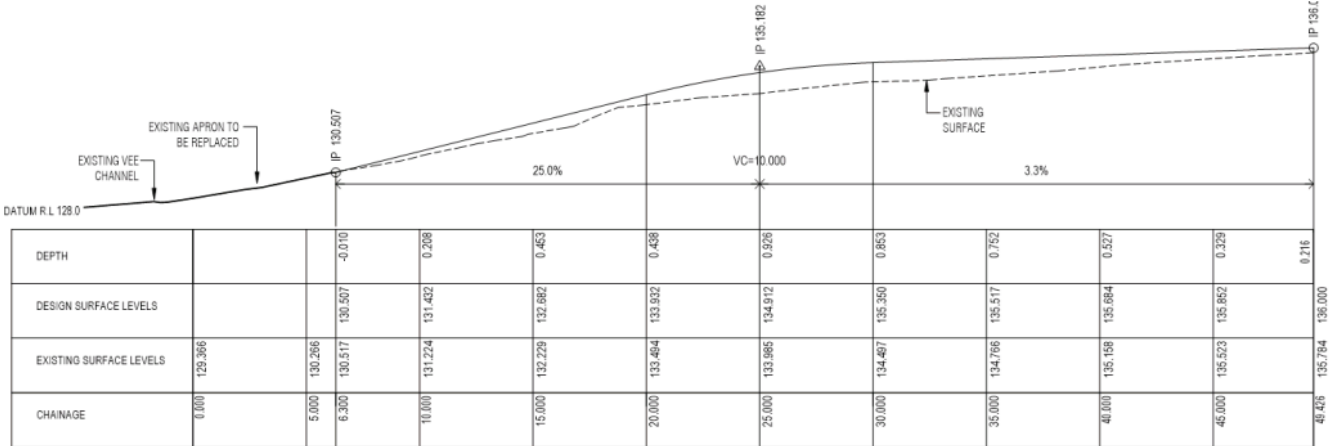 IP 135.182
IP 136.0
IP 130.507
EXISTING APRON TO
BE REPLACED
EXISTING VEE
CHANNEL
EXISTING
SURFACE
25.0%
VC=10.000
3.3%
DATUM R.L 128.0
DEPTH -0.010 0.208 0.453 0.438 0.926 0.853 0.752 0.527 0.329 0.216
DESIGN SURFACE LEVELS 130.507 131.432 132.682 133.932 134.912 135.350 135.517 135.684 135.852 136.000
EXISTING SURFACE LEVELS 129.366 130.266 130.517 131.224 132.229 133.494 133.985 134.497 134.766 135.158 135.523 135.784
CHAINAGE 0.000 5.000 6.300 10.000 15.000 20.000 25.000 30.000 35.000 40.000 45.000 49.426